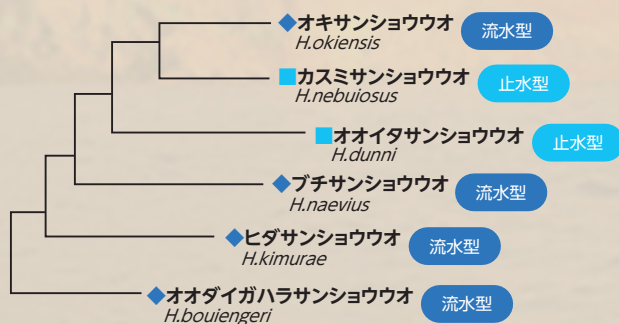 ◆オキサンショウウオ 流水型
H.okiensis
■カスミサンショウウオ 止水型
H.nebuiosus
■オオイタサンショウウオ 止水型
H.dunni
◆ブチサンショウウオ 流水型
H.naevius
◆ヒダサンショウウオ 流水型
H.kimurae
◆オオダイガハラサンショウウオ 流水型
H.bouiengeri